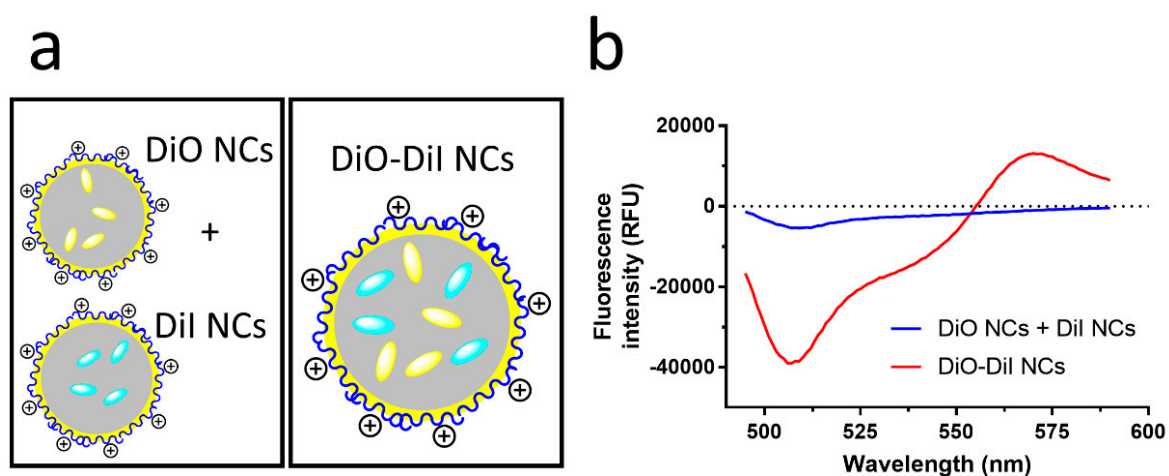 a
DiO NCs
+
DiI NCs
DiO-DiI NCs
b
Fluorescence
intensity (RFU)
20000
0
-20000
-40000
500
525
550
575
600
Wavelength (nm)
DiO NCs + DiI NCs
DiO-DiI NCs